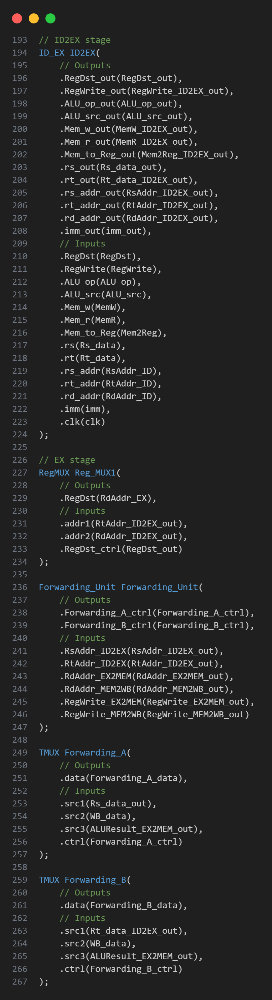 193 // ID2EX stage
194 ID_EX ID2EX(
195     // Outputs
196     .RegDst_out(RegDst_out),
197     .RegWrite_out(RegWrite_ID2EX_out),
198     .ALU_op_out(ALU_op_out),
199     .ALU_src_out(ALU_src_out),
200     .Mem_w_out(MemW_ID2EX_out),
201     .Mem_r_out(MemR_ID2EX_out),
202     .Mem_to_Reg_out(Mem2Reg_ID2EX_out),
203     .rs_out(Rs_data_out),
204     .rt_out(Rt_data_ID2EX_out),
205     .rs_addr_out(RsAddr_ID2EX_out),
206     .rt_addr_out(RtAddr_ID2EX_out),
207     .rd_addr_out(RdAddr_ID2EX_out),
208     .imm_out(imm_out),
209     // Inputs
210     .RegDst(RegDst),
211     .RegWrite(RegWrite),
212     .ALU_op(ALU_op),
213     .ALU_src(ALU_src),
214     .Mem_w(MemW),
215     .Mem_r(MemR),
216     .Mem_to_Reg(Mem2Reg),
217     .rs(Rs_data),
218     .rt(Rt_data),
219     .rs_addr(RsAddr_ID),
220     .rt_addr(RtAddr_ID),
221     .rd_addr(RdAddr_ID),
222     .imm(imm),
223     .clk(clk)
224 );
225
226 // EX stage
227 RegMUX Reg_MUX1(
228     // Outputs
229     .RegDst(RdAddr_EX),
230     // Inputs
231     .addr1(RtAddr_ID2EX_out),
232     .addr2(RdAddr_ID2EX_out),
233     .RegDst_ctrl(RegDst_out)
234 );
235
236 Forwarding_Unit Forwarding_Unit(
237     // Outputs
238     .Forwarding_A_ctrl(Forwarding_A_ctrl),
239     .Forwarding_B_ctrl(Forwarding_B_ctrl),
240     // Inputs
241     .RsAddr_ID2EX(RsAddr_ID2EX_out),
242     .RtAddr_ID2EX(RtAddr_ID2EX_out),
243     .RdAddr_EX2MEM(RdAddr_EX2MEM_out),
244     .RdAddr_MEM2WB(RdAddr_MEM2WB_out),
245     .RegWrite_EX2MEM(RegWrite_EX2MEM_out),
246     .RegWrite_MEM2WB(RegWrite_MEM2WB_out)
247 );
248
249 TMUX Forwarding_A(
250     // Outputs
251     .data(Forwarding_A_data),
252     // Inputs
253     .src1(Rs_data_out),
254     .src2(WB_data),
255     .src3(ALUResult_EX2MEM_out),
256     .ctrl(Forwarding_A_ctrl)
257 );
258
259 TMUX Forwarding_B(
260     // Outputs
261     .data(Forwarding_B_data),
262     // Inputs
263     .src1(Rt_data_ID2EX_out),
264     .src2(WB_data),
265     .src3(ALUResult_EX2MEM_out),
266     .ctrl(Forwarding_B_ctrl)
267 );